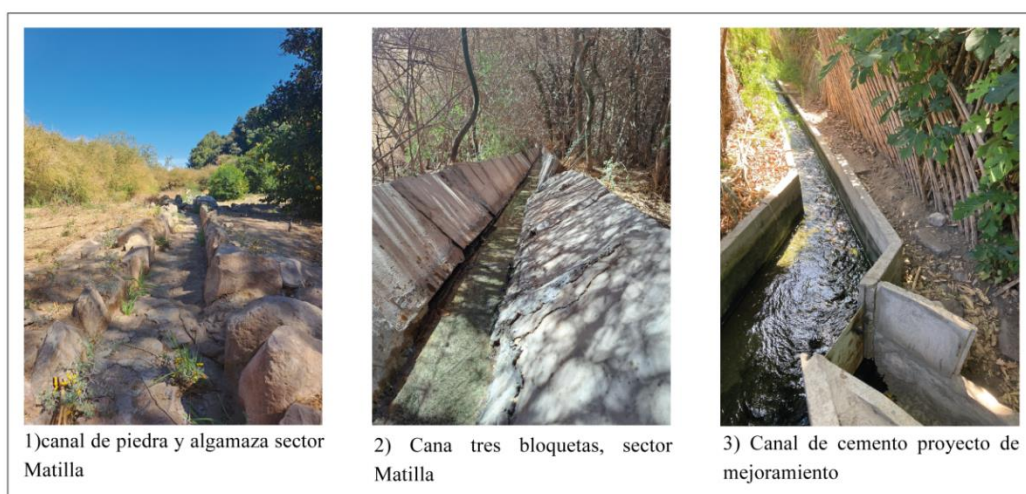 1)canal de piedra y algamaza sector
Matilla
2) Cana tres bloquetas, sector
Matilla
3) Canal de cemento proyecto de
mejoramiento